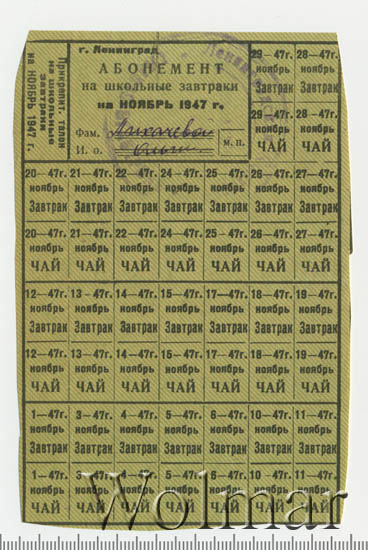 г. Ленинград
АБОНЕМЕНТ
на школьные завтраки
на НОЯБРЬ 1947 г.
Фам. Лихачевой
И. о. Ольги
М. П.
Прикрепит. талон
на школьные
завтраки
на НОЯБРЬ 1947 г.
29—47г. 28—47г.
ноябрь ноябрь
Завтрак Завтрак
29—47г. 28—47г.
ноябрь ноябрь
ЧАЙ ЧАЙ
20—47г. 21—47г. 22—47г. 24—47г. 25—47г. 26—47г. 27—47г.
ноябрь ноябрь ноябрь ноябрь ноябрь ноябрь ноябрь
Завтрак Завтрак Завтрак Завтрак Завтрак Завтрак Завтрак
20—47г. 21—47г. 22—47г. 24—47г. 25—47г. 26—47г. 27—47г.
ноябрь ноябрь ноябрь ноябрь ноябрь ноябрь ноябрь
ЧАЙ ЧАЙ ЧАЙ ЧАЙ ЧАЙ ЧАЙ ЧАЙ
12—47г. 13—47г. 14—47г. 15—47г. 17—47г. 18—47г. 19—47г.
ноябрь ноябрь ноябрь ноябрь ноябрь ноябрь ноябрь
Завтрак Завтрак Завтрак Завтрак Завтрак Завтрак Завтрак
12—47г. 13—47г. 14—47г. 15—47г. 17—47г. 18—47г. 19—47г.
ноябрь ноябрь ноябрь ноябрь ноябрь ноябрь ноябрь
ЧАЙ ЧАЙ ЧАЙ ЧАЙ ЧАЙ ЧАЙ ЧАЙ
1—47г. 3—47г. 4—47г. 5—47г. 6—47г. 10—47г. 11—47г.
ноябрь ноябрь ноябрь ноябрь ноябрь ноябрь ноябрь
Завтрак Завтрак Завтрак Завтрак Завтрак Завтрак Завтрак
1—47г. 3—47г. 4—47г. 5—47г. 6—47г. 10—47г. 11—47г.
ноябрь ноябрь ноябрь ноябрь ноябрь ноябрь ноябрь
ЧАЙ ЧАЙ ЧАЙ ЧАЙ ЧАЙ ЧАЙ ЧАЙ
Wolmar